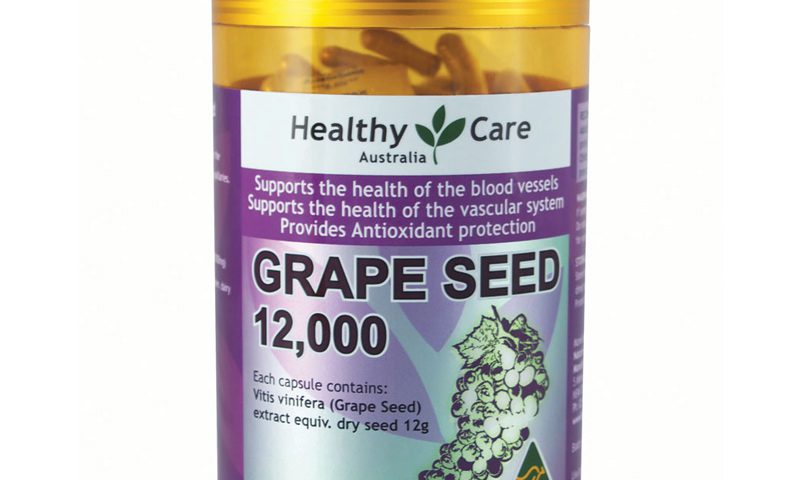 Healthy Care
Australia
Supports the health of the blood vessels
Supports the health of the vascular system
Provides Antioxidant protection
GRAPE SEED
12,000
Each capsule contains:
Vitis vinifera (Grape Seed)
extract equiv. dry seed 12g